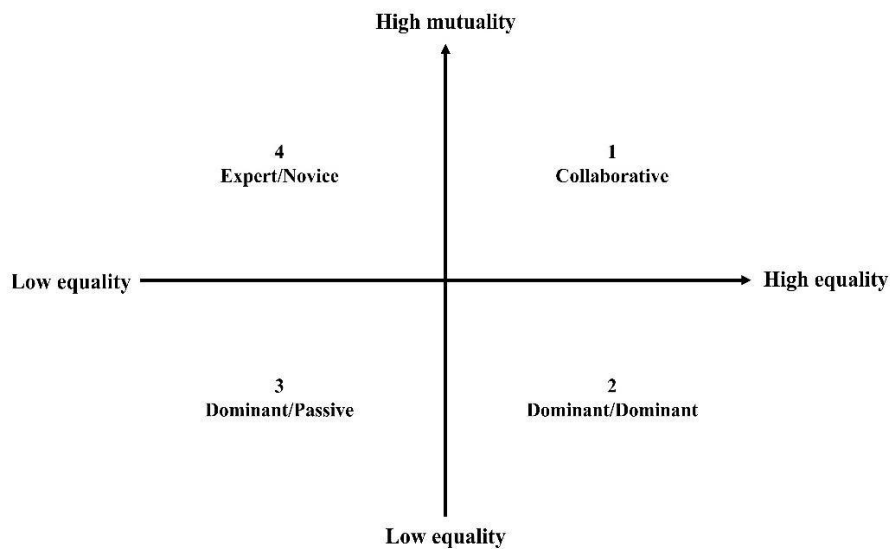 High mutuality
4
Expert/Novice
1
Collaborative
Low equality
High equality
3
Dominant/Passive
2
Dominant/Dominant
Low equality